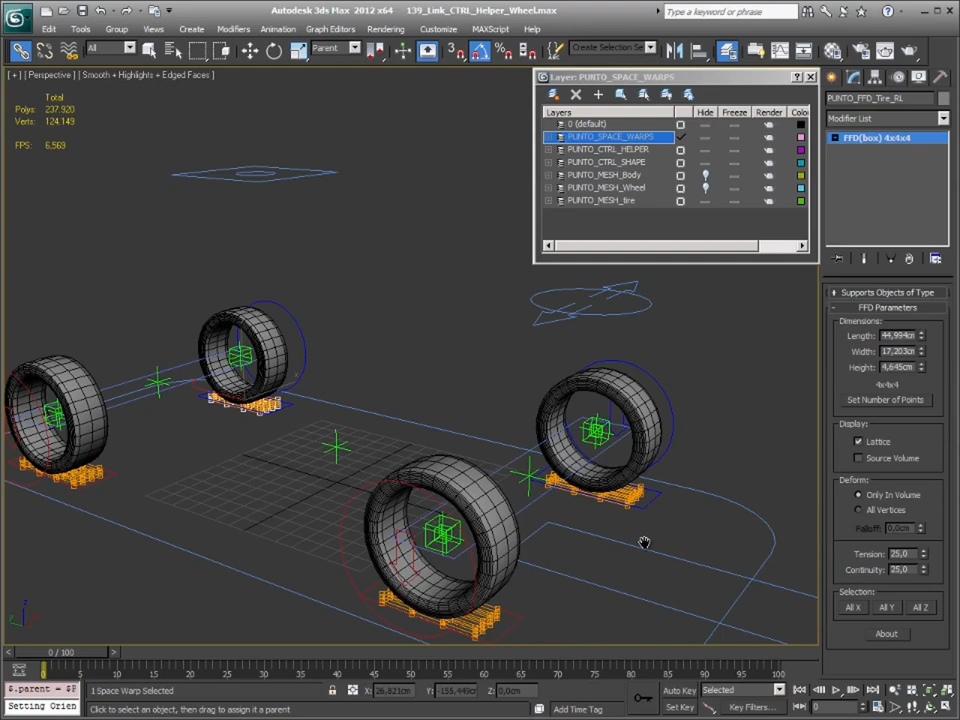 Autodesk 3ds Max 2012 x64    139_Link_CTRL_Helper_Wheel.max
Type a keyword or phrase
Edit Tools Group Views Create Modifiers Animation Graph Editors Rendering Customize MAXScript Help
All
Parent
Create Selection Se
[ + ] [ Perspective ] [ Smooth + Highlights + Edged Faces ]
Total
Polys: 237.920
Verts: 124.149
FPS: 6,569
Layer: PUNTO_SPACE_WARPS
Layers Hide Freeze Render Colo
0 (default)
PUNTO_SPACE_WARPS
PUNTO_CTRL_HELPER
PUNTO_CTRL_SHAPE
PUNTO_MESH_Body
PUNTO_MESH_Wheel
PUNTO_MESH_tire
PUNTO_FFD_Tire_RL
Modifier List
FFD(box) 4x4x4
+ Supports Objects of Type
- FFD Parameters
Dimensions:
Length: 44,994cm
Width: 17,203cm
Height: 4,645cm
4x4x4
Set Number of Points
Display:
Lattice
Source Volume
Deform:
Only In Volume
All Vertices
Falloff: 0,0cm
Tension: 25,0
Continuity: 25,0
Selection:
All X All Y All Z
About
0 / 100
0 5 10 15 20 25 30 35 40 45 50 55 60 65 70 75 80 85 90 95 100
$.parent = $P
Setting Orien
1 Space Warp Selected
X: 26,821cm Y: -155,449cm Z: 0,0cm
Auto Key Selected
Click to select an object, then drag to assign it a parent
Add Time Tag
Set Key Key Filters... 0